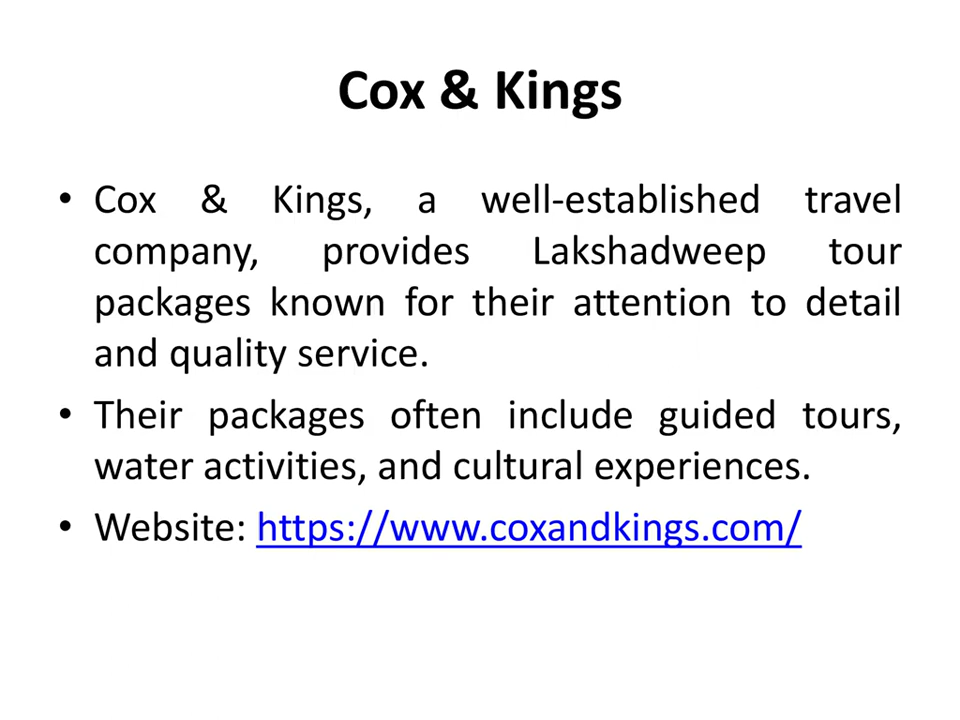 Cox & Kings
• Cox & Kings, a well-established travel
company, provides Lakshadweep tour
packages known for their attention to detail
and quality service.
• Their packages often include guided tours,
water activities, and cultural experiences.
• Website: https://www.coxandkings.com/